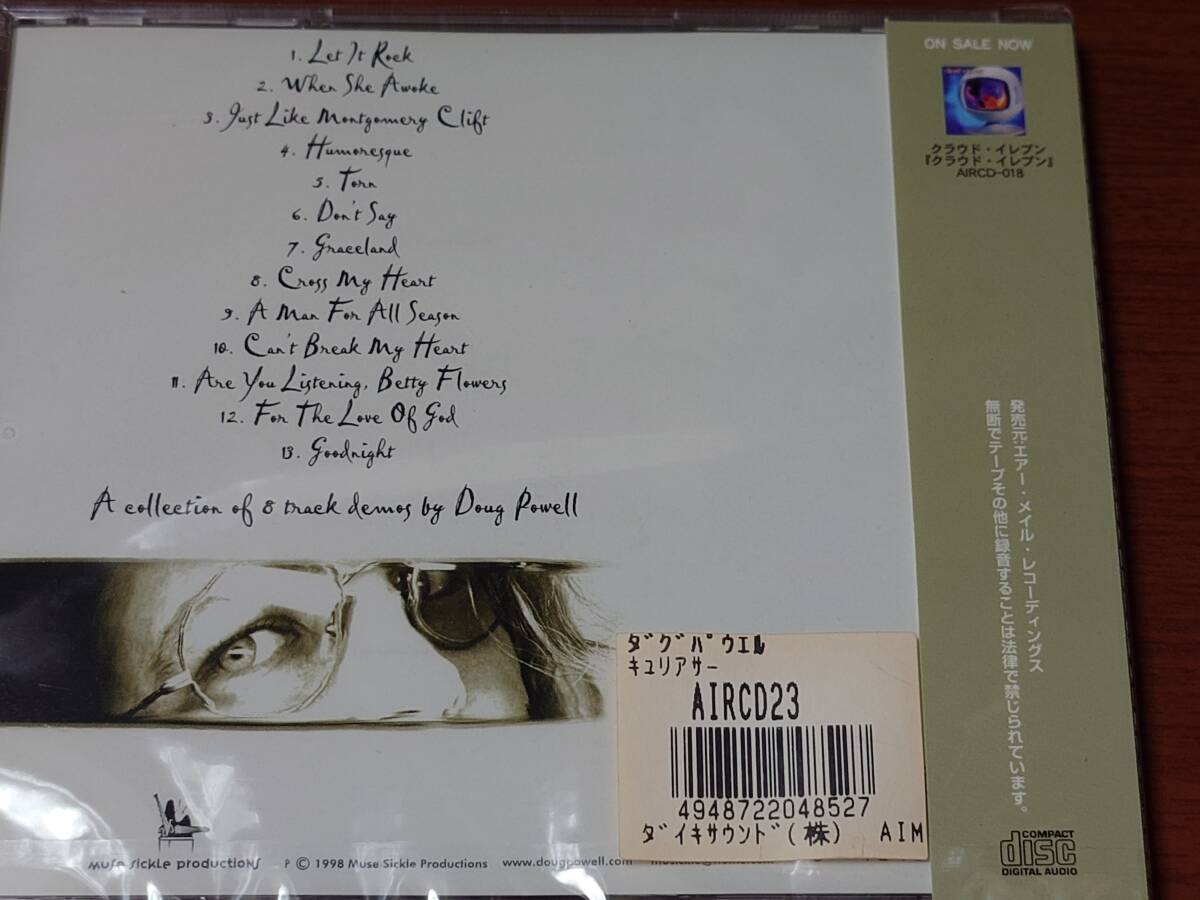 1. Let It Rock
2. When She Awoke
3. Just Like Montgomery Clift
4. Humoresque
5. Torn
6. Don't Say
7. Graceland
8. Cross My Heart
9. A Man For All Season
10. Can't Break My Heart
11. Are You Listening, Betty Flowers
12. For The Love Of God
13. Goodnight
A collection of 8 track demos by Doug Powell
muse sickle productions
P © 1998 Muse Sickle Productions www.dougpowell.com
ダグパウエル
キュリアサー
AIRCD23
4948722048527
ダイキサウンド(株) AIM
ON SALE NOW
クラウド・イレブン
『クラウド・イレブン』
AIRCD-018
発売元:エアー・メイル・レコーディングス
無断でテープその他に録音することは法律で禁じられています。
COMPACT
disc
DIGITAL AUDIO